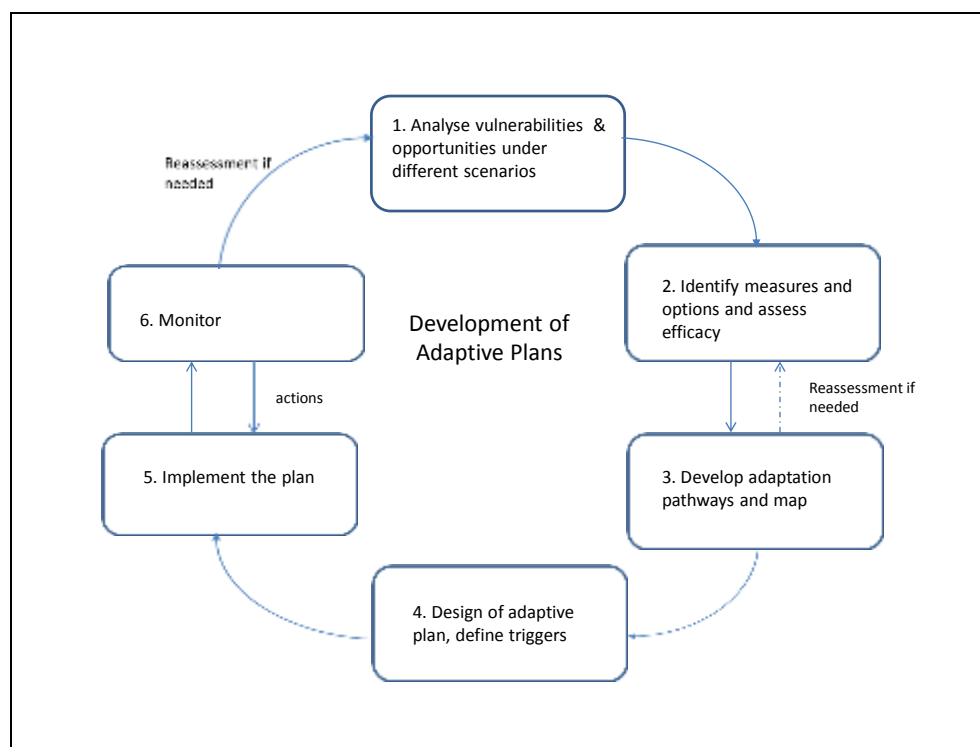 1. Analyse vulnerabilities &
opportunities under
different scenarios
Reassessment if
needed
2. Identify measures and
options and assess
efficacy
6. Monitor
Development of
Adaptive Plans
actions
Reassessment if
needed
5. Implement the plan
3. Develop adaptation
pathways and map
4. Design of adaptive
plan, define triggers